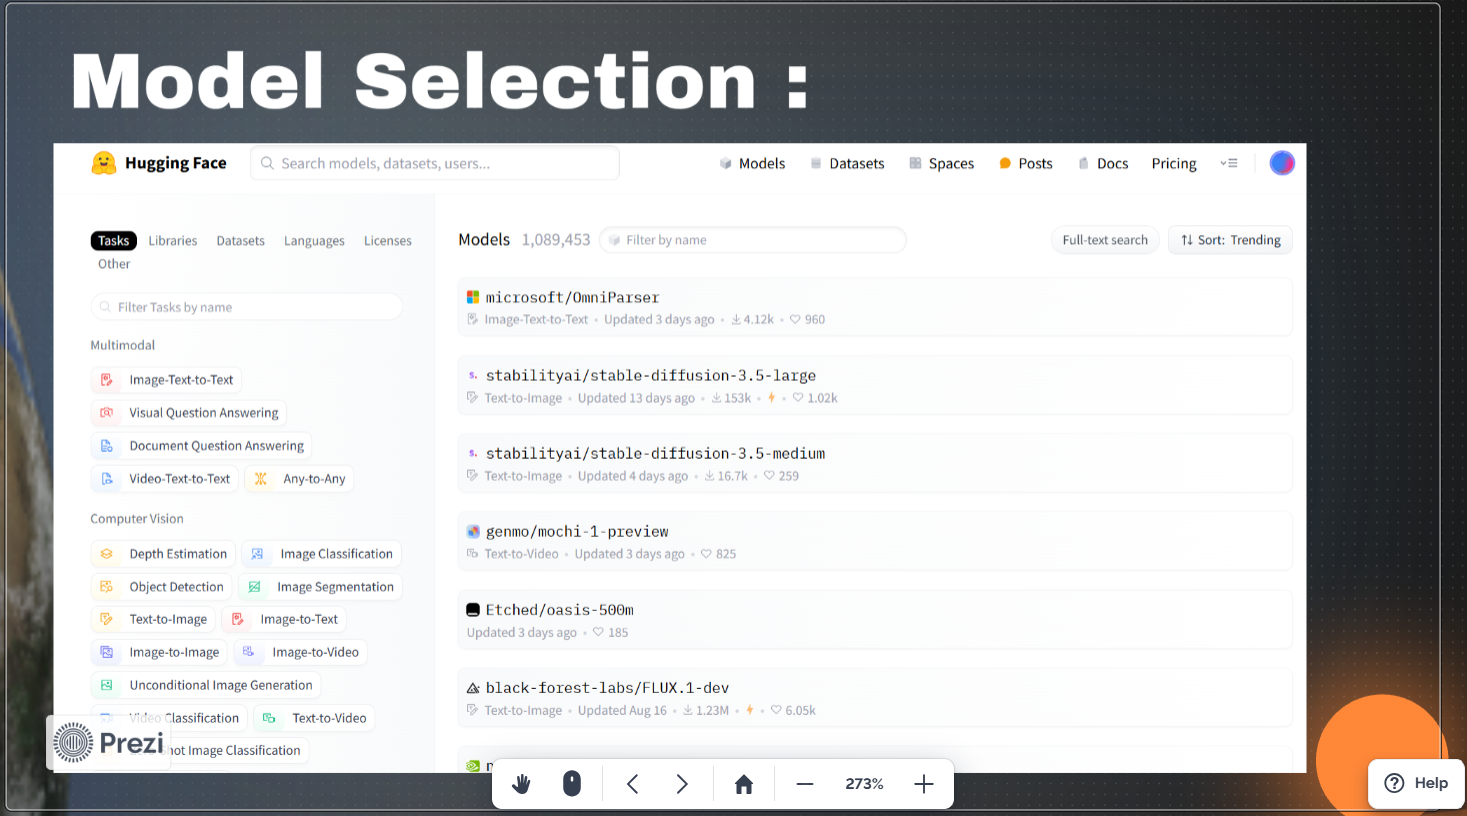 Model Selection :
Hugging Face
Search models, datasets, users...
Models
Datasets
Spaces
Posts
Docs
Pricing
Tasks
Libraries
Datasets
Languages
Licenses
Other
Filter Tasks by name
Multimodal
Image-Text-to-Text
Visual Question Answering
Document Question Answering
Video-Text-to-Text
Any-to-Any
Computer Vision
Depth Estimation
Image Classification
Object Detection
Image Segmentation
Text-to-Image
Image-to-Text
Image-to-Image
Image-to-Video
Unconditional Image Generation
Video Classification
Text-to-Video
Image Classification
Models 1,089,453
Filter by name
Full-text search
Sort: Trending
microsoft/OmniParser
Image-Text-to-Text • Updated 3 days ago • 4.12k • 960
s. stabilityai/stable-diffusion-3.5-large
Text-to-Image • Updated 13 days ago • 153k • 1.02k
s. stabilityai/stable-diffusion-3.5-medium
Text-to-Image • Updated 4 days ago • 16.7k • 259
genmo/mochi-1-preview
Text-to-Video • Updated 3 days ago • 825
Etched/oasis-500m
Updated 3 days ago • 185
black-forest-labs/FLUX.1-dev
Text-to-Image • Updated Aug 16 • 1.23M • 6.05k
Prezi
273%
Help